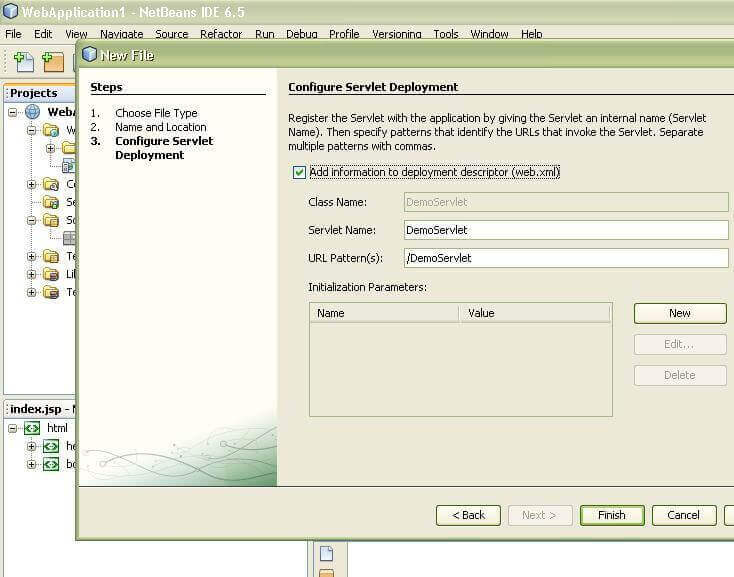 WebApplication1 - NetBeans IDE 6.5
File Edit View Navigate Source Refactor Run Debug Profile Versioning Tools Window Help
New File
Projects
Steps
1. Choose File Type
2. Name and Location
3. Configure Servlet
Deployment
Configure Servlet Deployment
Register the Servlet with the application by giving the Servlet an internal name (Servlet
Name). Then specify patterns that identify the URLs that invoke the Servlet. Separate
multiple patterns with commas.
Add information to deployment descriptor (web.xml)
Class Name: DemoServlet
Servlet Name: DemoServlet
URL Pattern(s): /DemoServlet
Initialization Parameters:
Name Value
New
Edit...
Delete
index.jsp -
html
< Back Next > Finish Cancel